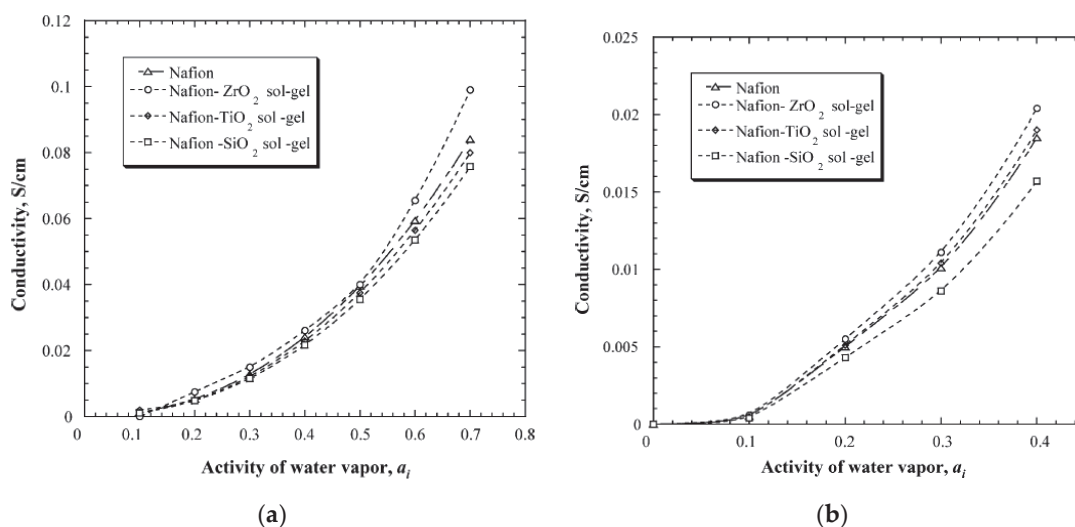 0.12
0.1
0.08
0.06
0.04
0.02
0
Conductivity, S/cm
Nafion
Nafion- ZrO2 sol-gel
Nafion-TiO2 sol -gel
Nafion -SiO2 sol -gel
0 0.1 0.2 0.3 0.4 0.5 0.6 0.7 0.8
Activity of water vapor, ai
(a)
0.025
0.02
0.015
0.01
0.005
0
Conductivity, S/cm
Nafion
Nafion- ZrO2 sol-gel
Nafion-TiO2 sol -gel
Nafion -SiO2 sol -gel
0 0.1 0.2 0.3 0.4
Activity of water vapor, ai
(b)